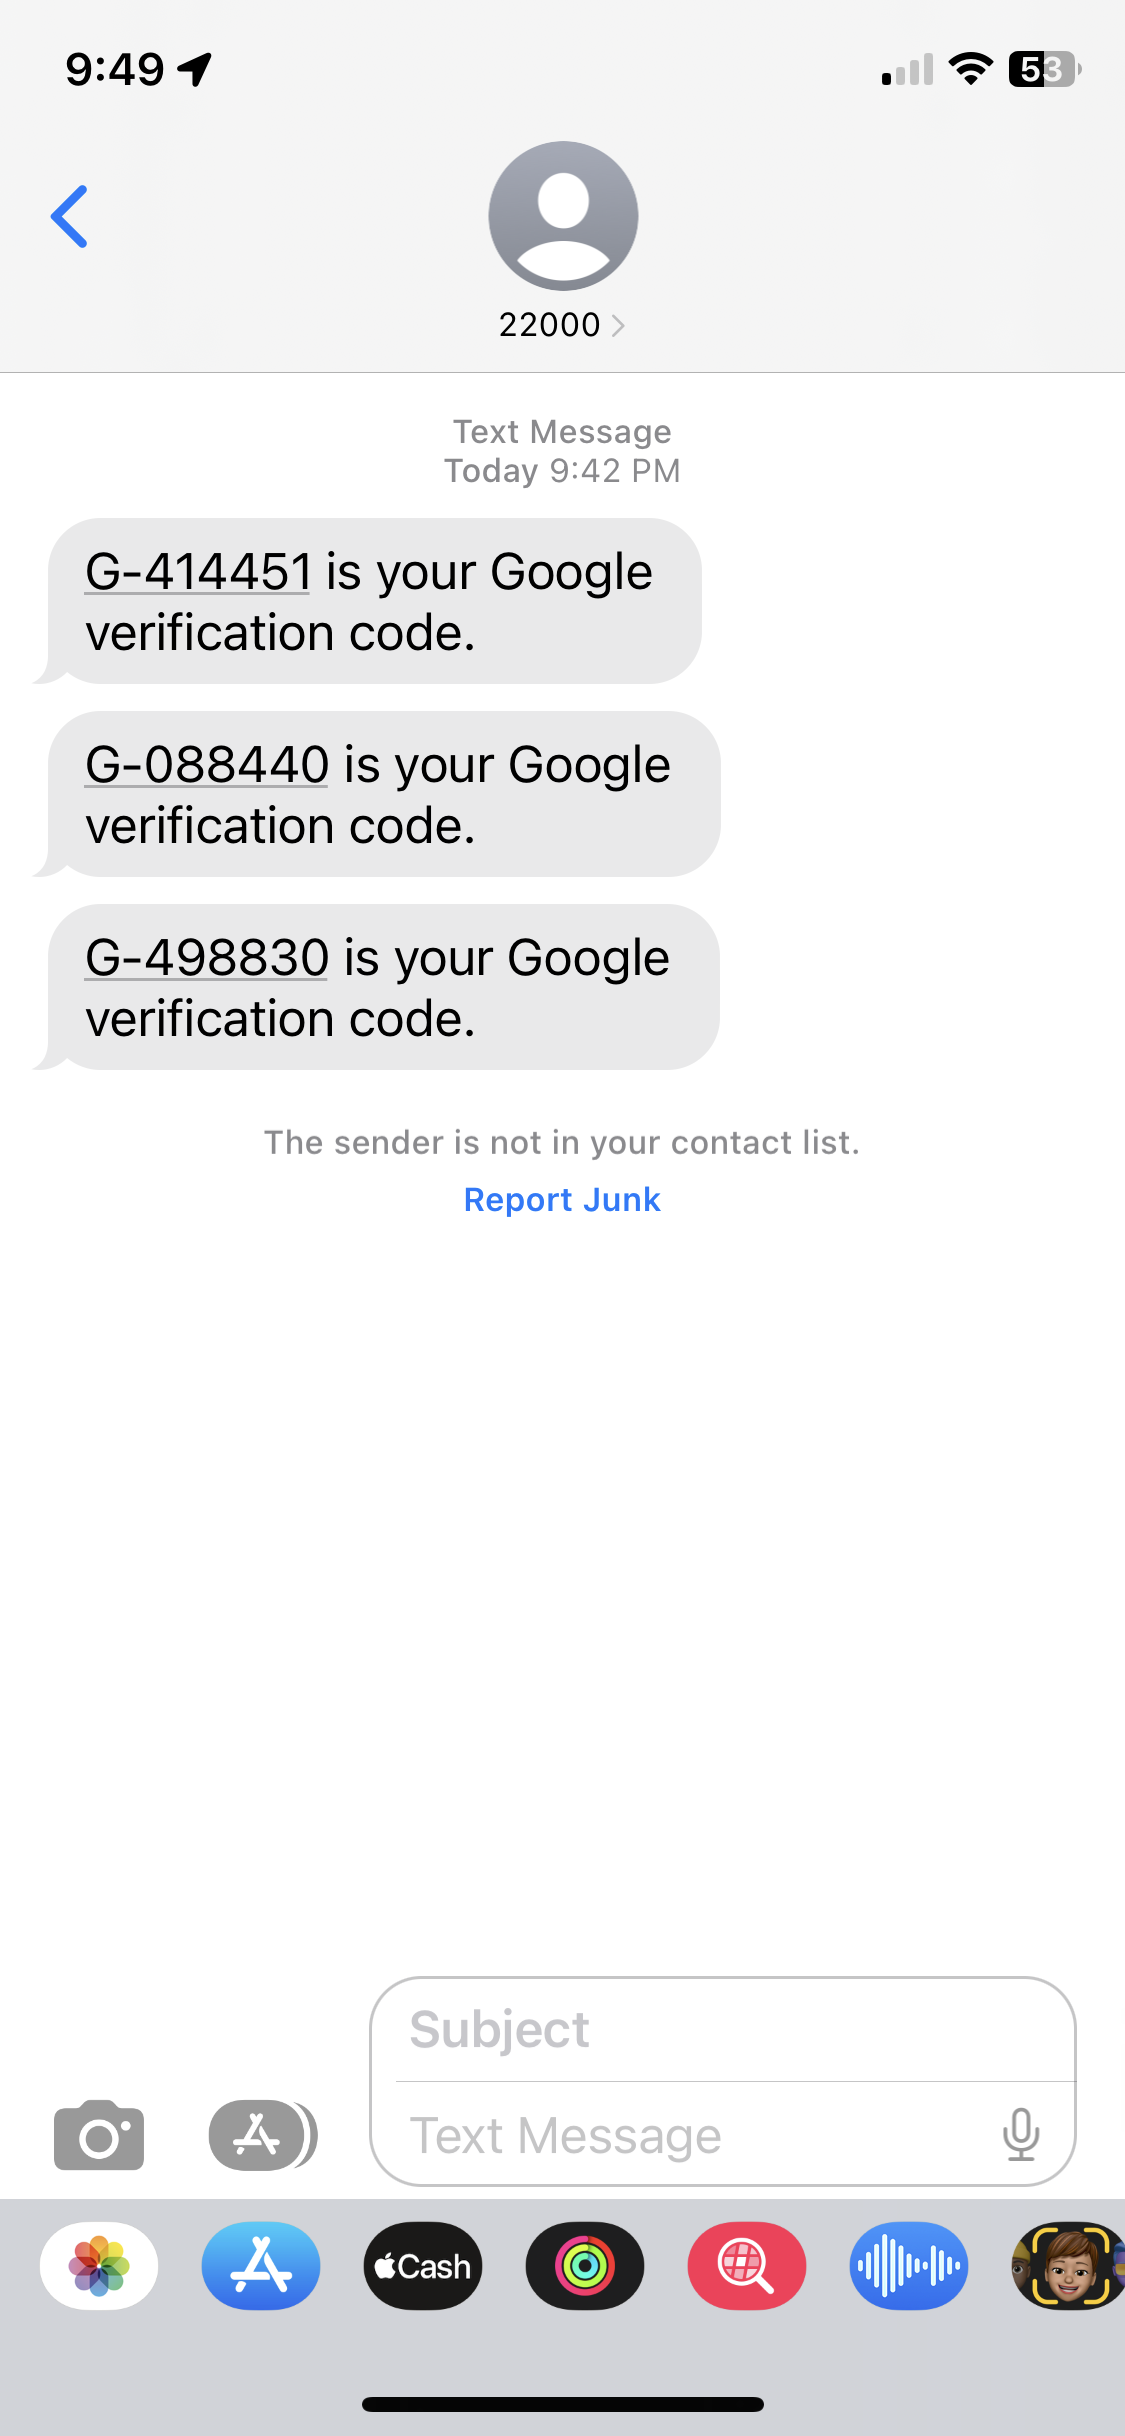 9:49
53
22000
Text Message
Today 9:42 PM
G-414451 is your Google
verification code.
G-088440 is your Google
verification code.
G-498830 is your Google
verification code.
The sender is not in your contact list.
Report Junk
Subject
Text Message
Cash